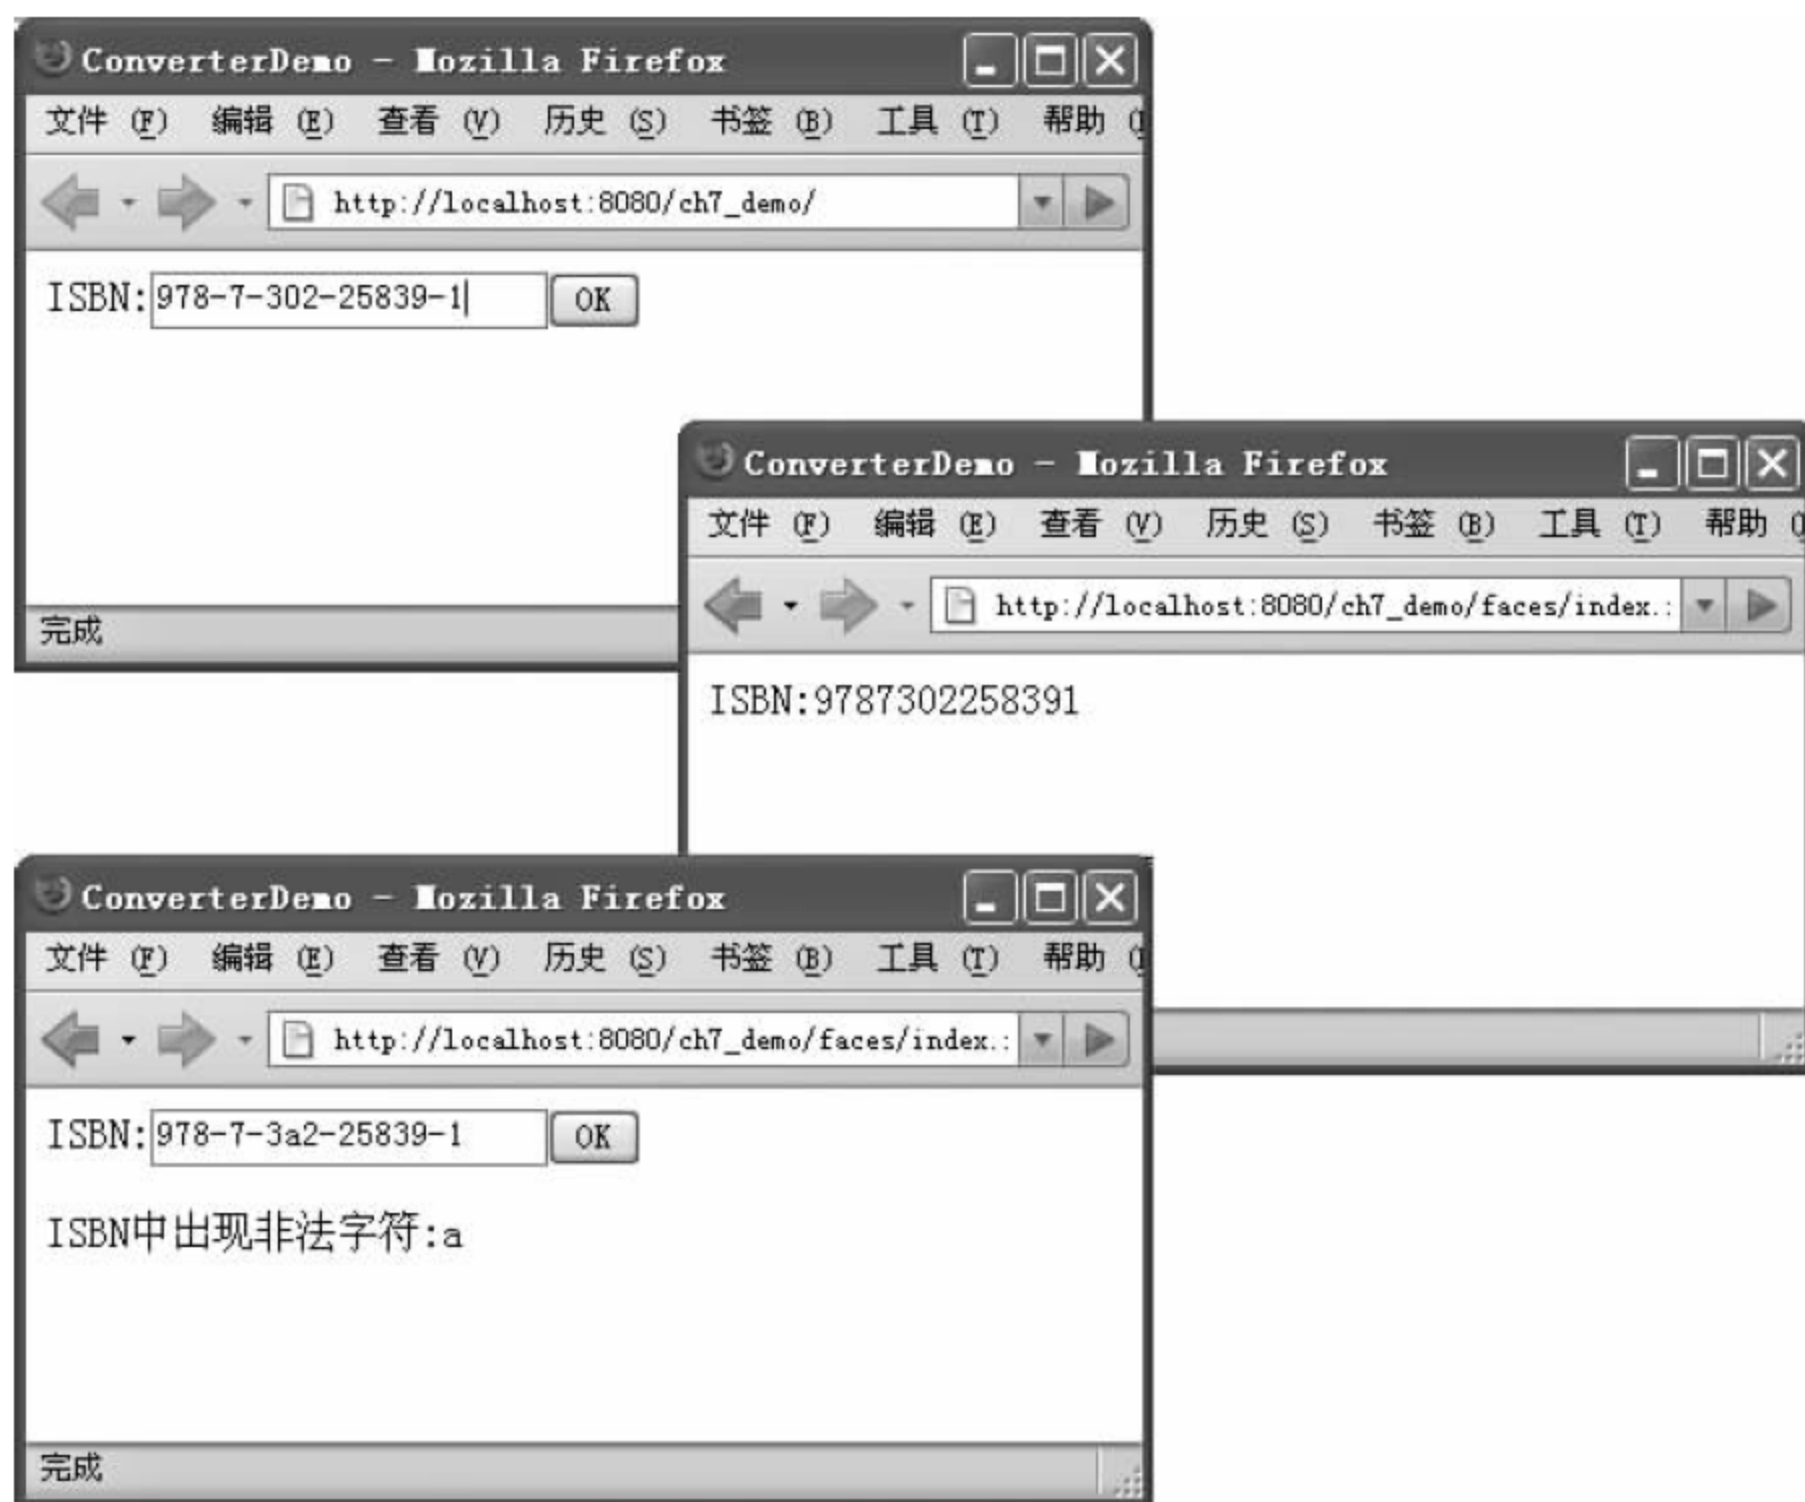 ConverterDemo - Mozilla Firefox
文件 (F) 编辑 (E) 查看 (V) 历史 (S) 书签 (B) 工具 (T) 帮助
http://localhost:8080/ch7_demo/
ISBN:978-7-302-25839-1 OK
完成
ConverterDemo - Mozilla Firefox
文件 (F) 编辑 (E) 查看 (V) 历史 (S) 书签 (B) 工具 (T) 帮助
http://localhost:8080/ch7_demo/faces/index.
ISBN:9787302258391
ConverterDemo - Mozilla Firefox
文件 (F) 编辑 (E) 查看 (V) 历史 (S) 书签 (B) 工具 (T) 帮助
http://localhost:8080/ch7_demo/faces/index.
ISBN:978-7-3a2-25839-1 OK
ISBN中出现非法字符:a
完成